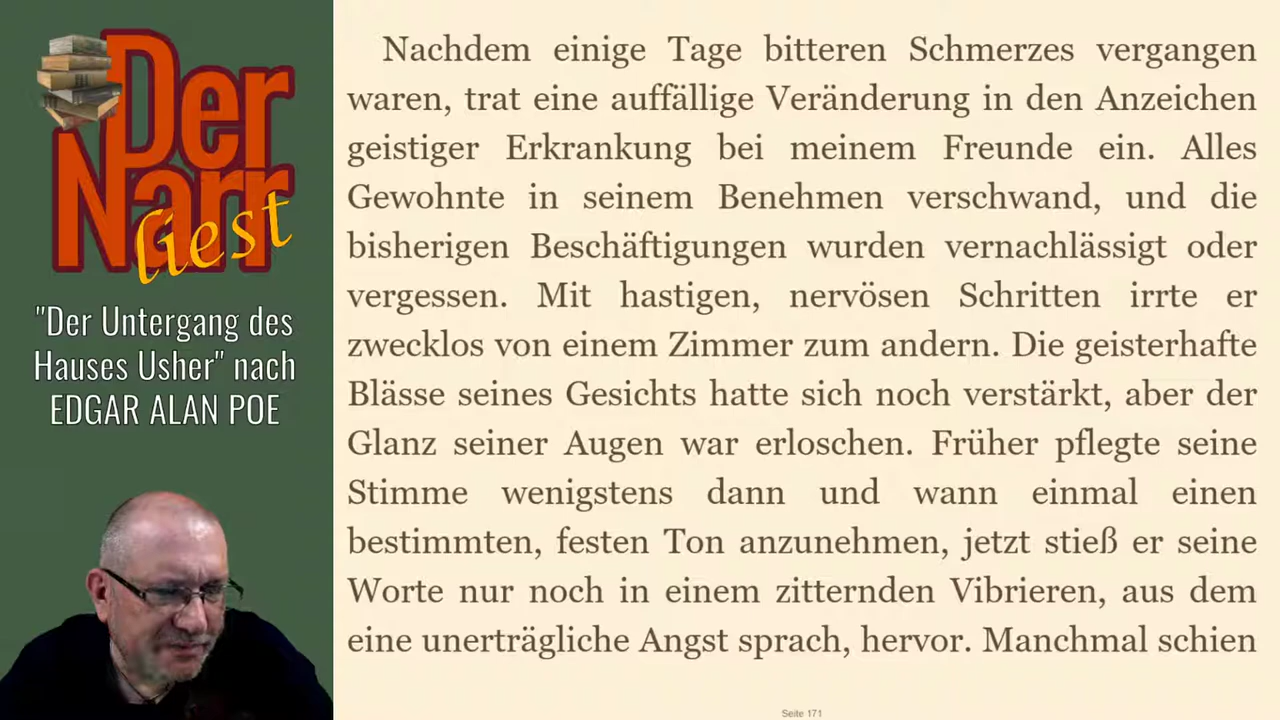 Der
Narr
liest
"Der Untergang des
Hauses Usher" nach
EDGAR ALAN POE
Nachdem einige Tage bitteren Schmerzes vergangen
waren, trat eine auffällige Veränderung in den Anzeichen
geistiger Erkrankung bei meinem Freunde ein. Alles
Gewohnte in seinem Benehmen verschwand, und die
bisherigen Beschäftigungen wurden vernachlässigt oder
vergessen. Mit hastigen, nervösen Schritten irrte er
zwecklos von einem Zimmer zum andern. Die geisterhafte
Blässe seines Gesichts hatte sich noch verstärkt, aber der
Glanz seiner Augen war erloschen. Früher pflegte seine
Stimme wenigstens dann und wann einmal einen
bestimmten, festen Ton anzunehmen, jetzt stieß er seine
Worte nur noch in einem zitternden Vibrieren, aus dem
eine unerträgliche Angst sprach, hervor. Manchmal schien
Seite 171